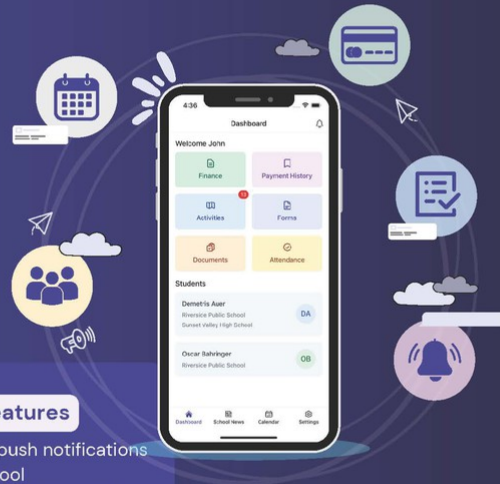 4:36
Dashboard
Welcome John
Finance
Payment History
13
Activities
Forms
Documents
Attendance
Students
Demetris Auer
Riverside Public School
Sunset Valley High School
DA
Oscar Bahringer
Riverside Public School
OB
Dashboard
School News
Calendar
Settings
eatures
push notifications
ool